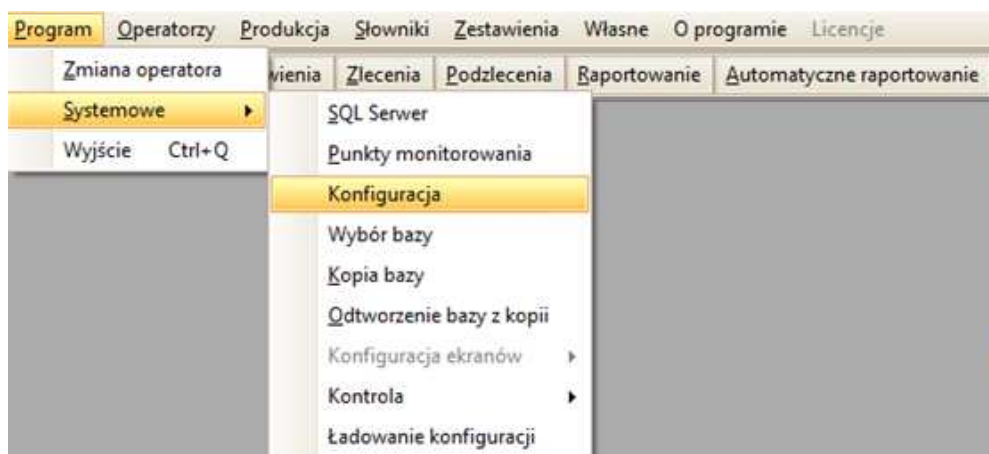 Program Operatorzy Produkcja Słowniki Zestawienia Własne O programie Licencje
Zmiana operatora wienia Zlecenia Podzlecenia Raportowanie Automatyczne raportowanie
Systemowe
SQL Serwer
Wyjście Ctrl+Q
Punkty monitorowania
Konfiguracja
Wybór bazy
Kopia bazy
Odtworzenie bazy z kopii
Konfiguracja ekranów
Kontrola
Ładowanie konfiguracji